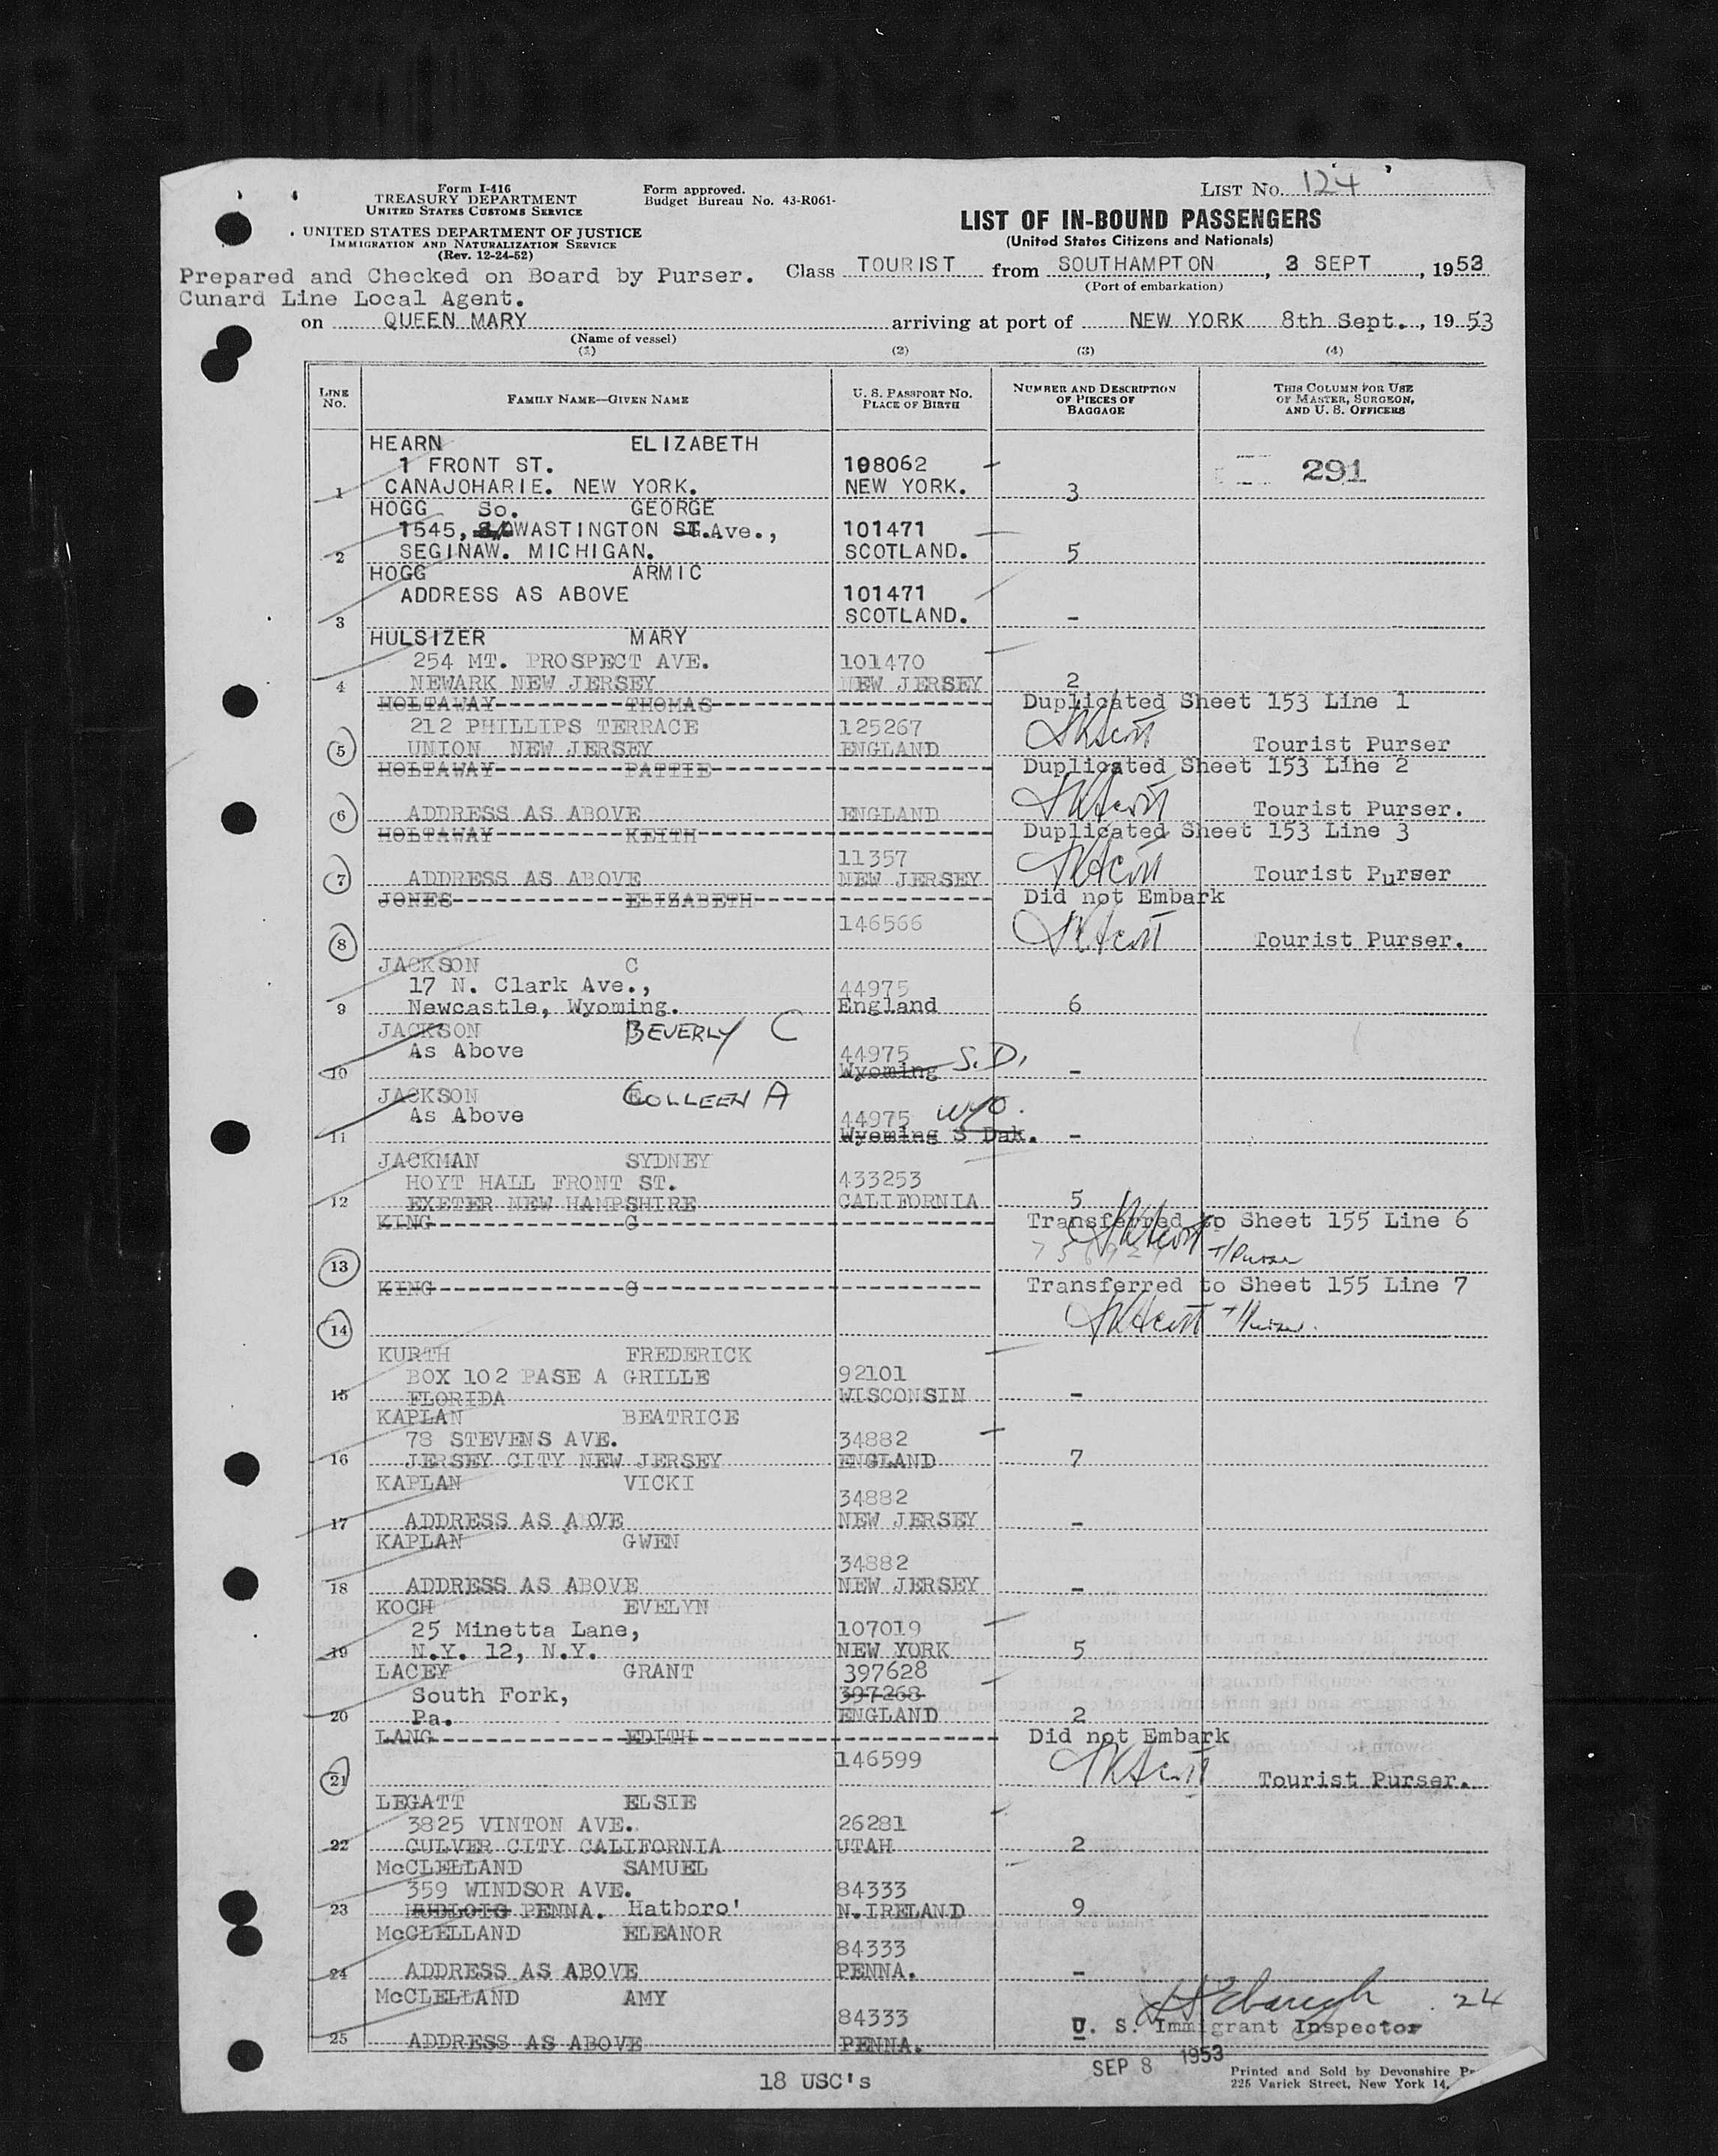 Form I-416
TREASURY DEPARTMENT
UNITED STATES CUSTOMS SERVICE
UNITED STATES DEPARTMENT OF JUSTICE
IMMIGRATION AND NATURALIZATION SERVICE
(Rev. 12-24-52)
Form approved.
Budget Bureau No. 43-R061-
LIST NO. 124
LIST OF IN-BOUND PASSENGERS
(United States Citizens and Nationals)
Prepared and Checked on Board by Purser.
Cunard Line Local Agent.
Class TOURIST from SOUTHAMPTON, 3 SEPT, 1953
(Port of embarkation)
on QUEEN MARY arriving at port of NEW YORK 8th Sept., 1953
(Name of vessel)
(1) (2) (3) (4)
LINE NO.
FAMILY NAME—GIVEN NAME
U. S. PASSPORT NO.
PLACE OF BIRTH
NUMBER AND DESCRIPTION
OF PIECES OF
BAGGAGE
THIS COLUMN FOR USE
OF MASTER, SURGEON,
AND U. S. OFFICERS
HEARN ELIZABETH
1 FRONT ST. 108062 291
1 CANAJOHARIE. NEW YORK. NEW YORK. 3
HOGG So. GEORGE
1545, WASTINGTON ST. Ave., 101471
2 SEGINAW. MICHIGAN. SCOTLAND. 5
HOGG ARMIC
ADDRESS AS ABOVE 101471
3 SCOTLAND. -
HULSIZER MARY
254 MT. PROSPECT AVE. 101470
4 NEWARK NEW JERSEY NEW JERSEY 2
HOLTAWAY THOMAS Duplicated Sheet 153 Line 1
212 PHILLIPS TERRACE 125267
5 UNION NEW JERSEY ENGLAND Tourist Purser
HOLTAWAY PATTIE Duplicated Sheet 153 Line 2
6 ADDRESS AS ABOVE ENGLAND Tourist Purser.
HOLTAWAY KEITH Duplicated Sheet 153 Line 3
11357
7 ADDRESS AS ABOVE NEW JERSEY Tourist Purser
JONES ELIZABETH Did not Embark
146566
8 Tourist Purser.
JACKSON C
17 N. Clark Ave., 44975
9 Newcastle, Wyoming. England 6
JACKSON BEVERLY C
As Above 44975
10 Wyoming S.D. -
JACKSON COLLEEN A
As Above 44975 WYO.
11 Wyoming S Dak. -
JACKMAN SYDNEY
HOYT HALL FRONT ST. 433253
12 EXETER NEW HAMPSHIRE CALIFORNIA 5
KING G Transferred to Sheet 155 Line 6
13 T/Purser
KING G Transferred to Sheet 155 Line 7
14
KURTH FREDERICK
BOX 102 PASE A GRILLE 92101
15 FLORIDA WISCONSIN -
KAPLAN BEATRICE
78 STEVENS AVE. 34882
16 JERSEY CITY NEW JERSEY ENGLAND 7
KAPLAN VICKI
34882
17 ADDRESS AS A OVE NEW JERSEY -
KAPLAN GWEN
34882
18 ADDRESS AS ABOVE NEW JERSEY -
KOCH EVELYN
25 Minetta Lane, 107019
19 N.Y. 12, N.Y. NEW YORK 5
LACEY GRANT 397628
South Fork, 397268
20 Pa. ENGLAND 2
LANG EDITH Did not Embark
146599
21 Tourist Purser.
LEGATT ELSIE
3825 VINTON AVE. 26281
22 CULVER CITY CALIFORNIA UTAH 2
McCLELLAND SAMUEL
359 WINDSOR AVE. 84333
23 PENNA. Hatboro' N.IRELAND 9
McCLELLAND ELEANOR
84333
24 ADDRESS AS ABOVE PENNA. -
McCLELLAND AMY
84333 24
25 ADDRESS AS ABOVE PENNA. U. S. Immigrant Inspector
SEP 8 1953
18 USC's
Printed and Sold by Devonshire
225 Varick Street, New York 14,